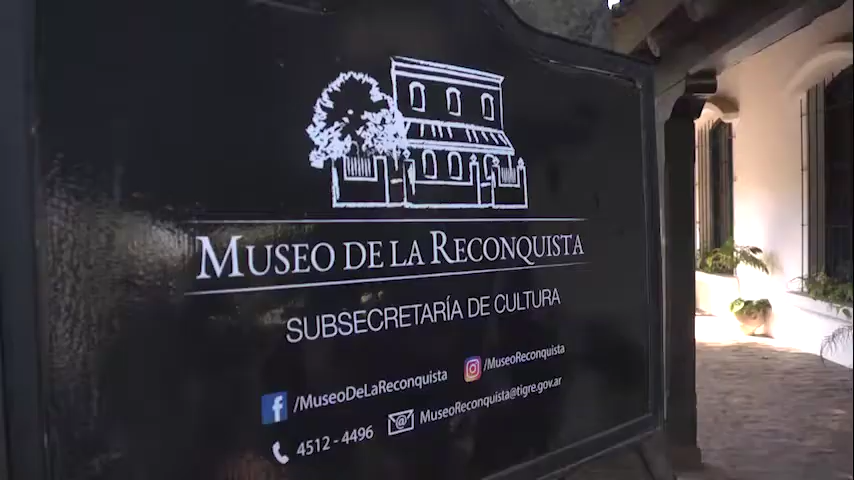 MUSEO DE LA RECONQUISTA
SUBSECRETARÍA DE CULTURA
/MuseoDeLaReconquista
/MuseoReconquista
4512 - 4496
MuseoReconquista@tigre.gov.ar